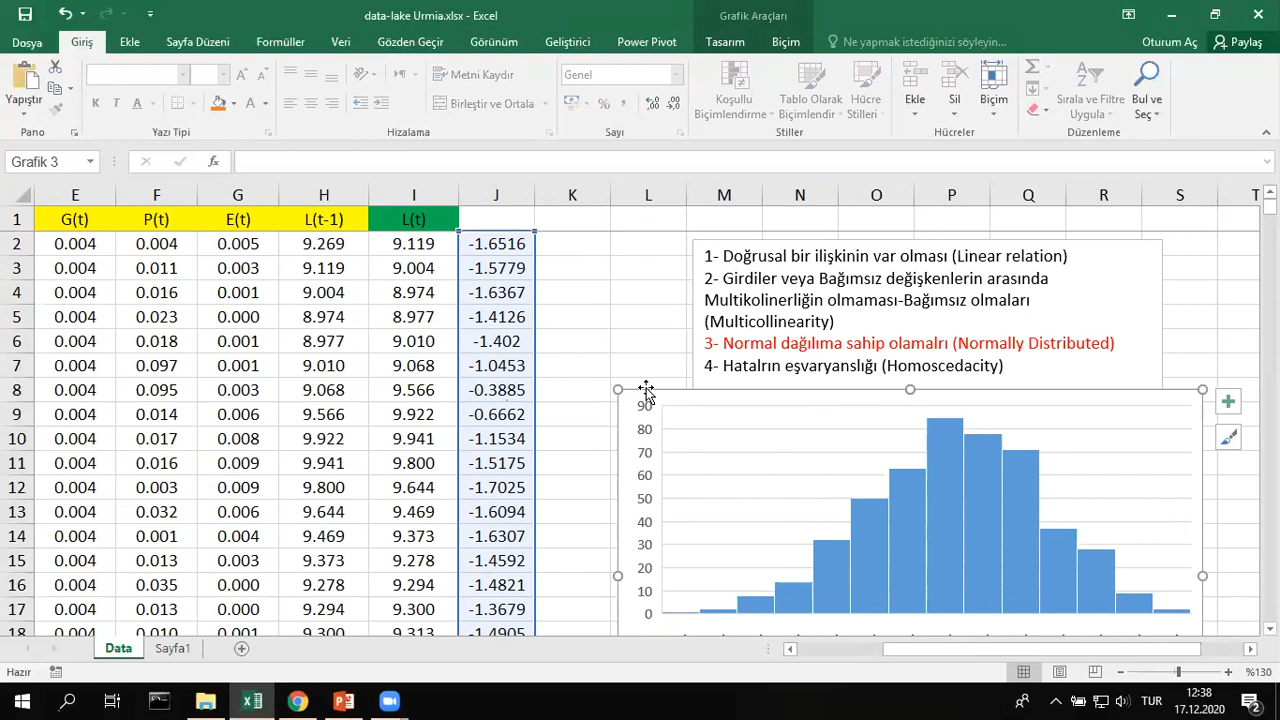 data-lake Urmia.xlsx - Excel
Grafik Araçları
Dosya Giriş Ekle Sayfa Düzeni Formüller Veri Gözden Geçir Görünüm Geliştirici Power Pivot Tasarım Biçim Ne yapmak istediğinizi söyleyin... Oturum Aç Paylaş
Yapıştır
Metni Kaydır
Birleştir ve Ortala
Genel
Koşullu Biçimlendirme
Tablo Olarak Biçimlendir
Hücre Stilleri
Ekle Sil Biçim
Sırala ve Filtre Uygula
Bul ve Seç
Pano Yazı Tipi Hizalama Sayı Stiller Hücreler Düzenleme
Grafik 3
E F G H I J K L M N O P Q R S T
1 G(t) P(t) E(t) L(t-1) L(t)
2 0.004 0.004 0.005 9.269 9.119 -1.6516
3 0.004 0.011 0.003 9.119 9.004 -1.5779
4 0.004 0.016 0.001 9.004 8.974 -1.6367
5 0.004 0.023 0.000 8.974 8.977 -1.4126
6 0.004 0.018 0.001 8.977 9.010 -1.402
7 0.004 0.097 0.001 9.010 9.068 -1.0453
8 0.004 0.095 0.003 9.068 9.566 -0.3885
9 0.004 0.014 0.006 9.566 9.922 -0.6662
10 0.004 0.017 0.008 9.922 9.941 -1.1534
11 0.004 0.016 0.009 9.941 9.800 -1.5175
12 0.004 0.003 0.009 9.800 9.644 -1.7025
13 0.004 0.032 0.006 9.644 9.469 -1.6094
14 0.004 0.001 0.004 9.469 9.373 -1.6307
15 0.004 0.013 0.003 9.373 9.278 -1.4592
16 0.004 0.035 0.000 9.278 9.294 -1.4821
17 0.004 0.013 0.000 9.294 9.300 -1.3679
18 0.004 0.010 0.001 9.300 9.313 -1.4905
1- Doğrusal bir ilişkinin var olması (Linear relation)
2- Girdiler veya Bağımsız değişkenlerin arasında
Multikolinerliğin olmaması-Bağımsız olmaları
(Multicollinearity)
3- Normal dağılıma sahip olamalrı (Normally Distributed)
4- Hatalrın eşvaryanslığı (Homoscedacity)
90
80
70
60
50
40
30
20
10
0
Data Sayfa1
Hazır
%130
TUR
12:38
17.12.2020
2